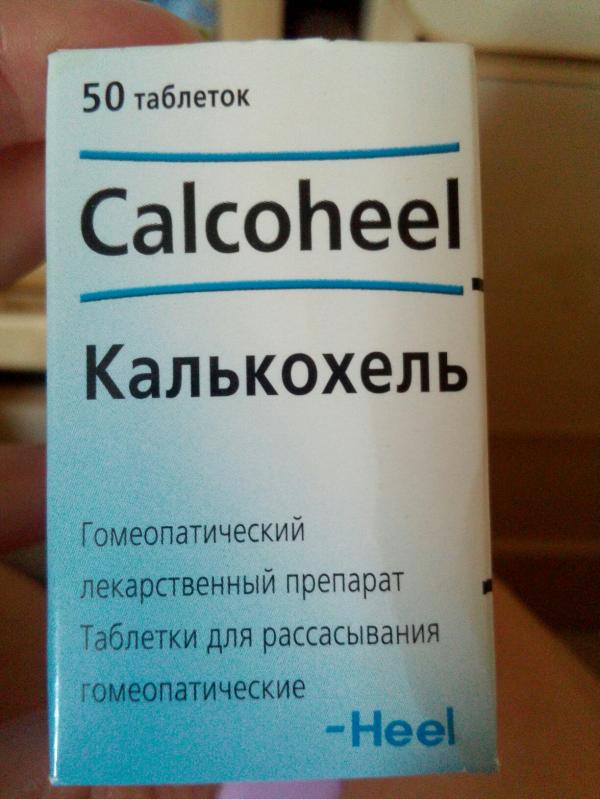 50 таблеток
Calcoheel
Калькохель
Гомеопатический
лекарственный препарат
Таблетки для рассасывания
гомеопатические
-Heel